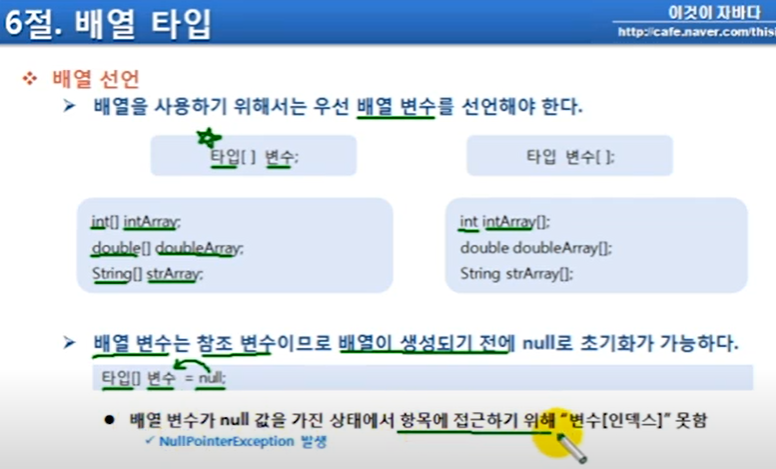 6절. 배열 타입
이것이 자바다
http://cafe.naver.com/thisi
배열 선언
배열을 사용하기 위해서는 우선 배열 변수를 선언해야 한다.
타입[ ] 변수;
타입 변수[ ];
int[] intArray;
double[] doubleArray;
String[] strArray;
int intArray[];
double doubleArray[];
String strArray[];
배열 변수는 참조 변수이므로 배열이 생성되기 전에 null로 초기화가 가능하다.
타입[] 변수 = null;
배열 변수가 null 값을 가진 상태에서 항목에 접근하기 위해 "변수[인덱스]" 못함
NullPointerException 발생